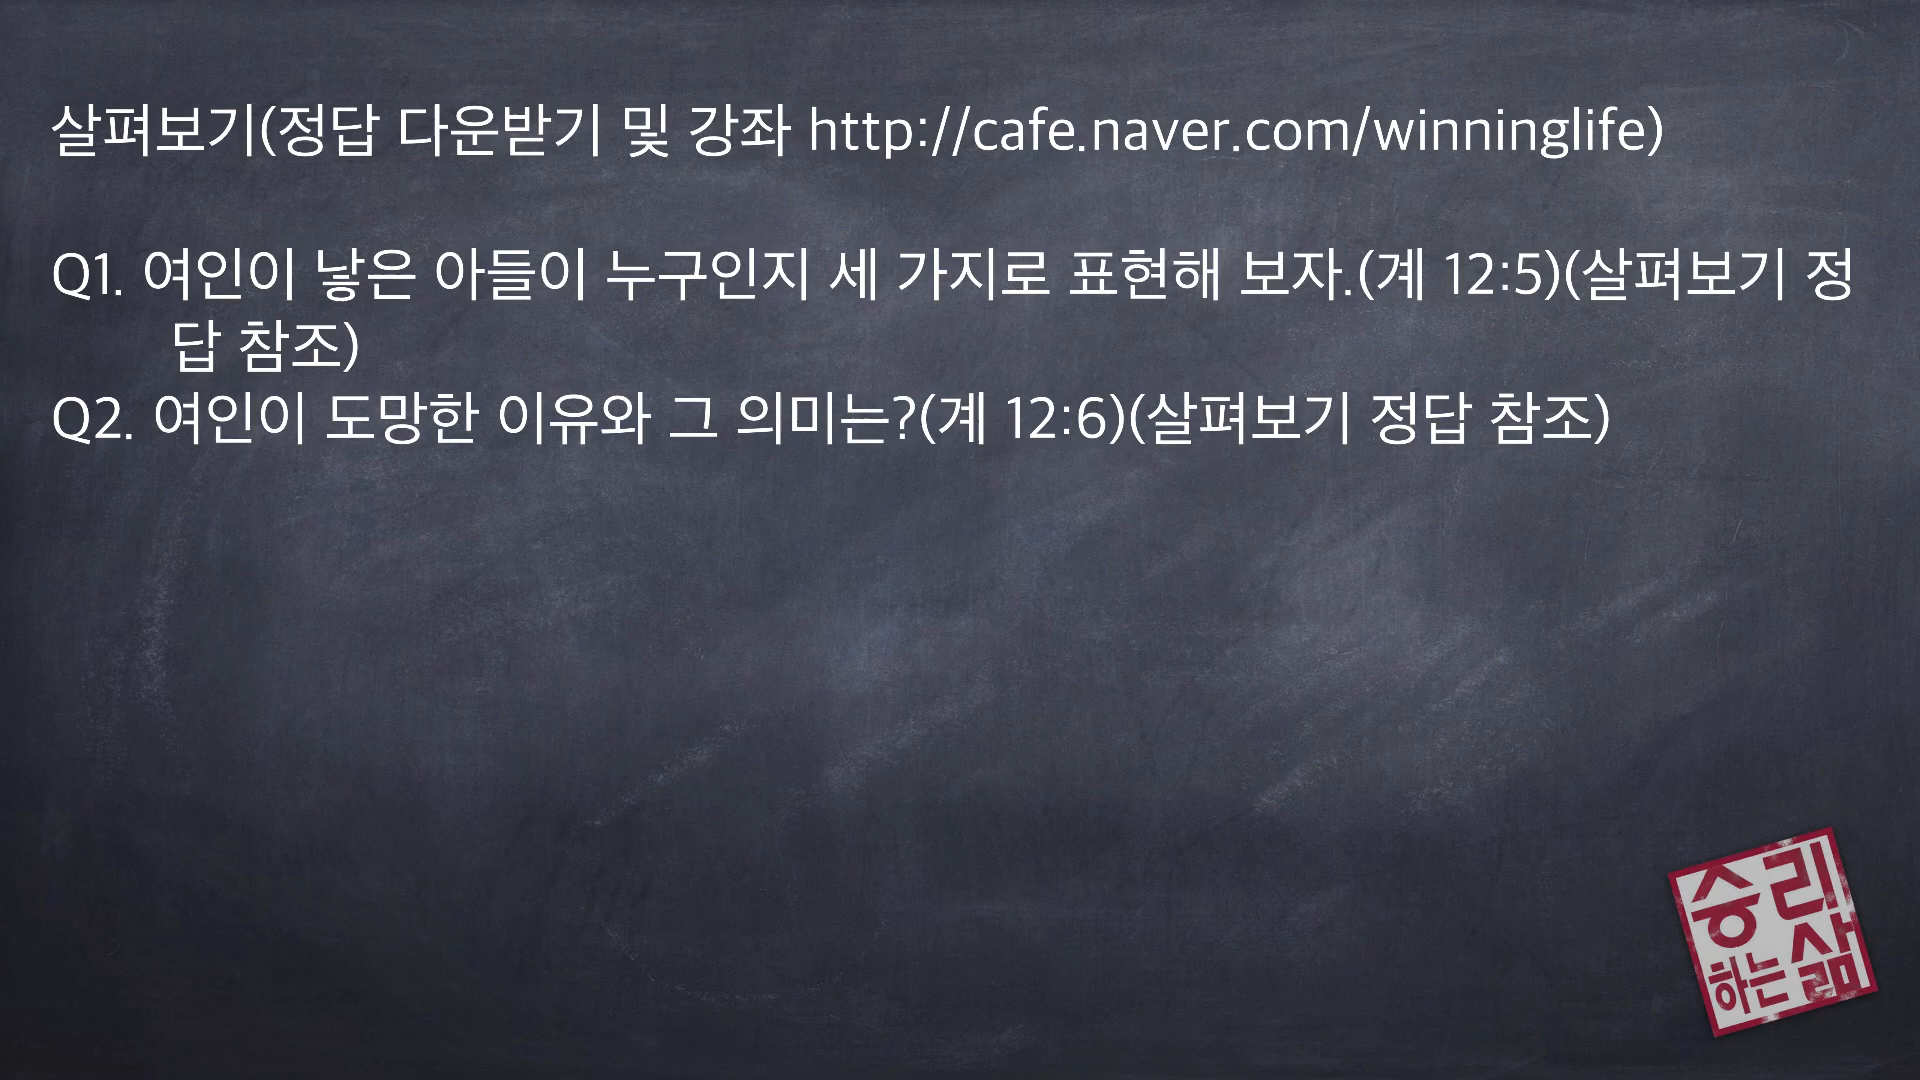 살펴보기(정답 다운받기 및 강좌 http://cafe.naver.com/winninglife)
Q1. 여인이 낳은 아들이 누구인지 세 가지로 표현해 보자.(계 12:5)(살펴보기 정
답 참조)
Q2. 여인이 도망한 이유와 그 의미는?(계 12:6)(살펴보기 정답 참조)
승리
하는 삶